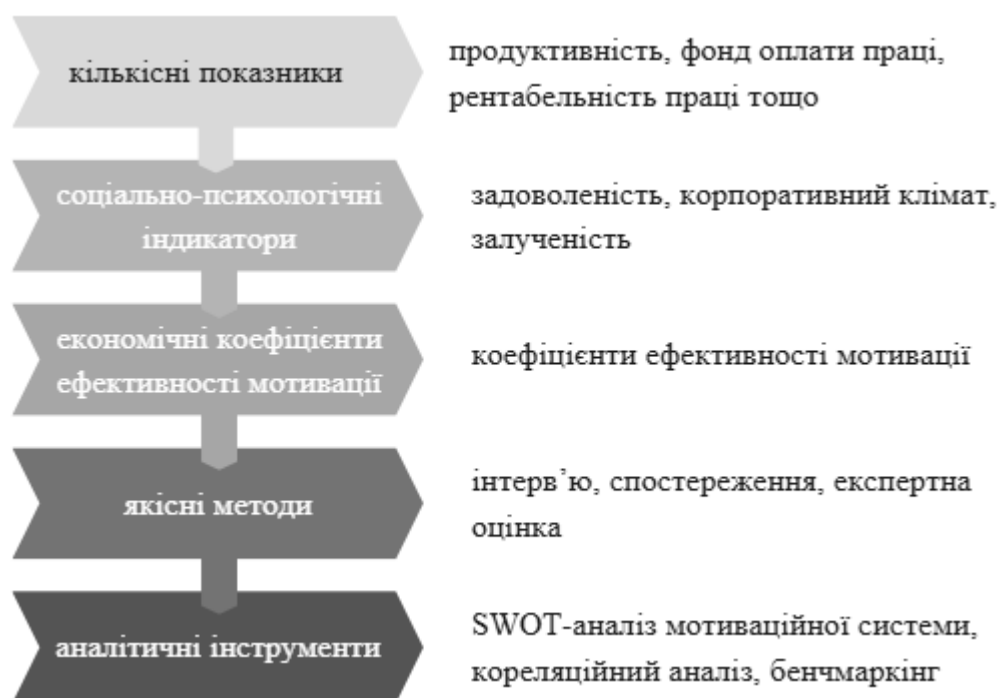 кількісні показники
продуктивність, фонд оплати праці,
рентабельність праці тощо
соціально-психологічні
індикатори
задоволеність, корпоративний клімат,
залученість
економічні коефіцієнти
ефективності мотивації
коефіцієнти ефективності мотивації
якісні методи
інтерв’ю, спостереження, експертна
оцінка
аналітичні інструменти
SWOT-аналіз мотиваційної системи,
кореляційний аналіз, бенчмаркінг